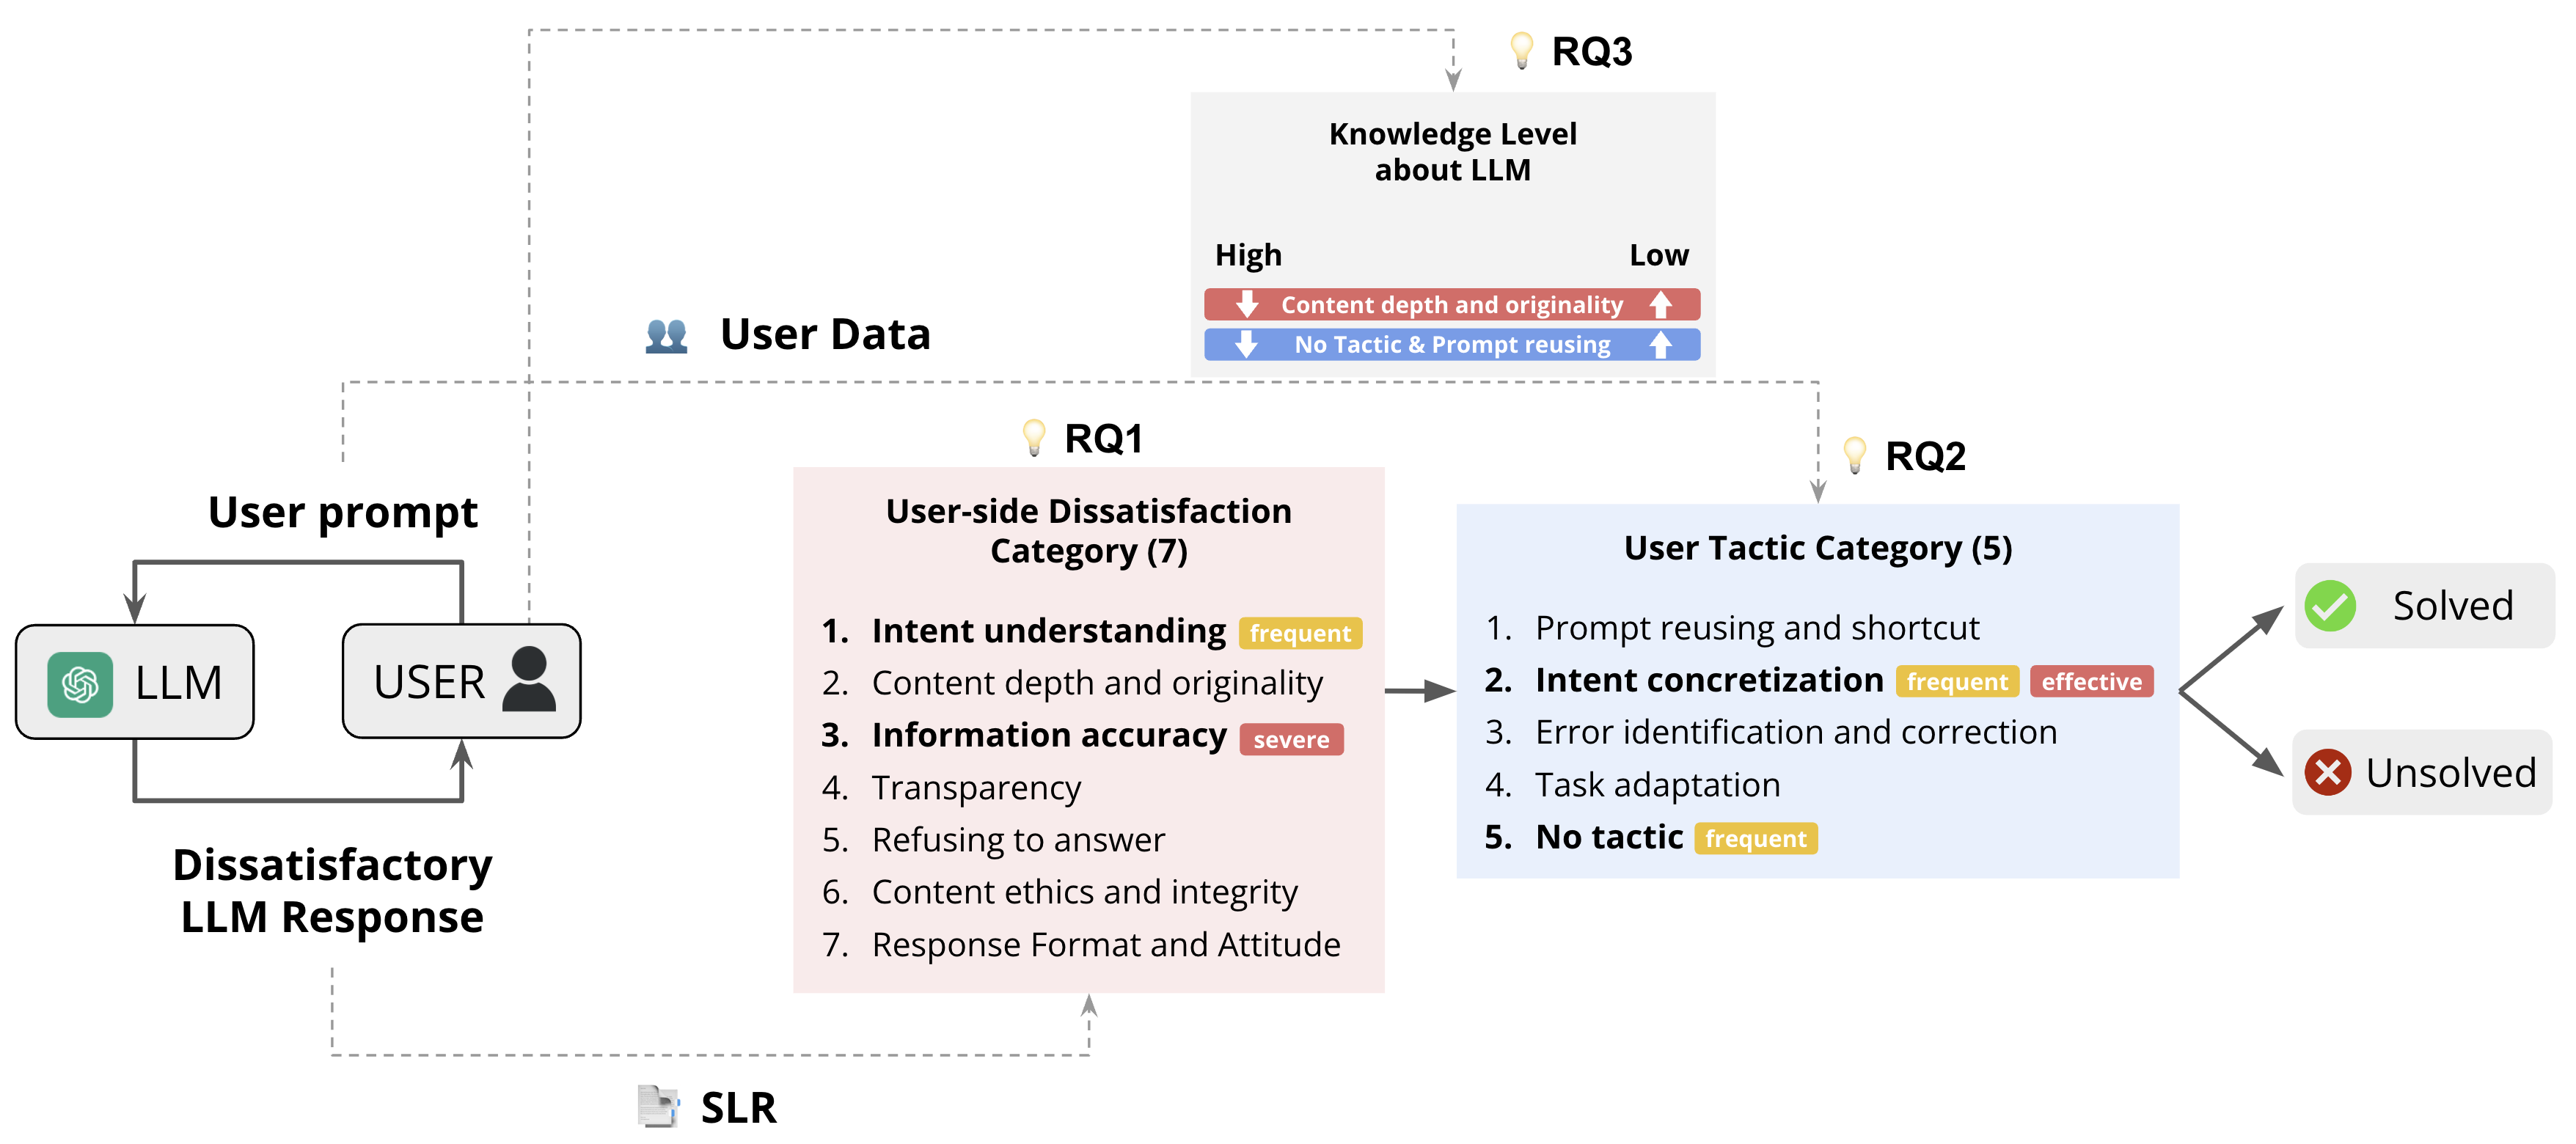 RQ3
Knowledge Level
about LLM
High Low
Content depth and originality
No Tactic & Prompt reusing
User Data
RQ1
RQ2
User prompt
LLM
USER
Dissatisfactory
LLM Response
User-side Dissatisfaction
Category (7)
1. Intent understanding frequent
2. Content depth and originality
3. Information accuracy severe
4. Transparency
5. Refusing to answer
6. Content ethics and integrity
7. Response Format and Attitude
User Tactic Category (5)
1. Prompt reusing and shortcut
2. Intent concretization frequent effective
3. Error identification and correction
4. Task adaptation
5. No tactic frequent
Solved
Unsolved
SLR